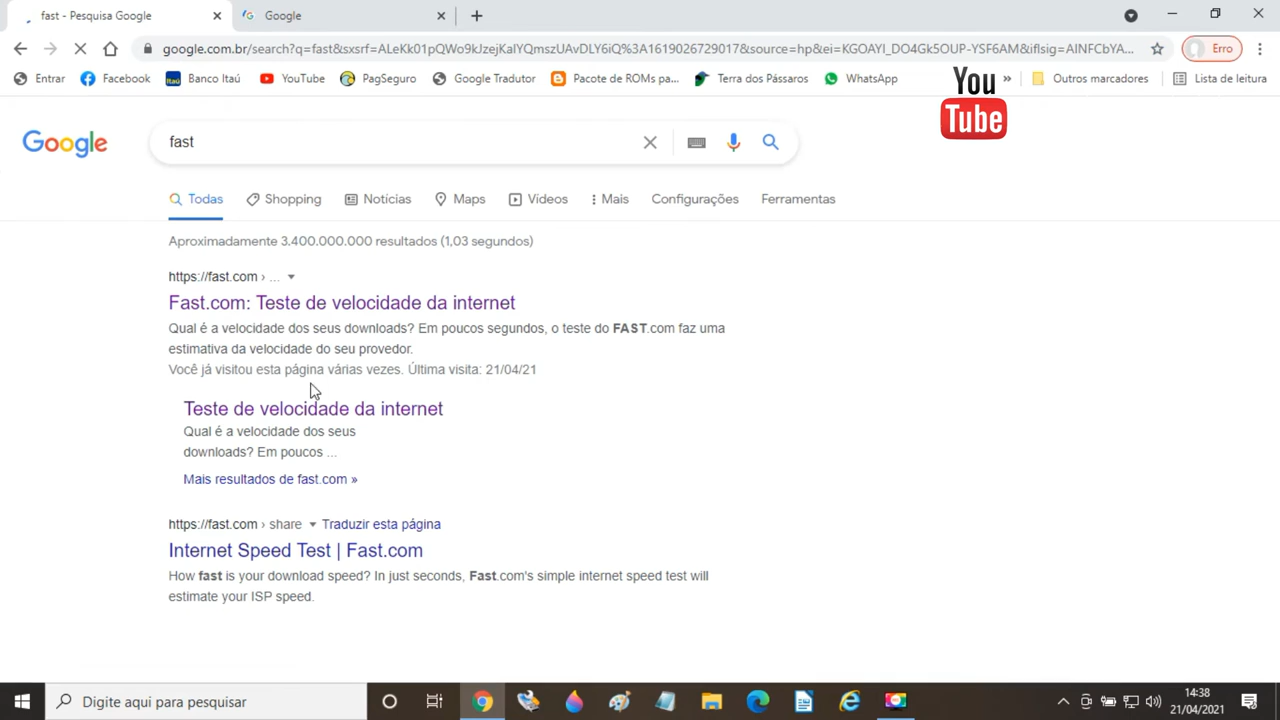 fast - Pesquisa Google
Google
google.com.br/search?q=fast&sxsrf=ALeKk01pQWo9kJzejKalYQmszUAvDLY6iQ%3A1619026729017&source=hp&ei=KGOAYI_DO4Gk5OUP-YSF6AM&iflsig=AINFCbYA...
Erro
Entrar
Facebook
Banco Itaú
YouTube
PagSeguro
Google Tradutor
Pacote de ROMs pa...
Terra dos Pássaros
WhatsApp
»
Outros marcadores
Lista de leitura
You
Tube
Google
fast
Todas
Shopping
Notícias
Maps
Vídeos
Mais
Configurações
Ferramentas
Aproximadamente 3.400.000.000 resultados (1,03 segundos)
https://fast.com › ...
Fast.com: Teste de velocidade da internet
Qual é a velocidade dos seus downloads? Em poucos segundos, o teste do FAST.com faz uma
estimativa da velocidade do seu provedor.
Você já visitou esta página várias vezes. Última visita: 21/04/21
Teste de velocidade da internet
Qual é a velocidade dos seus
downloads? Em poucos ...
Mais resultados de fast.com »
https://fast.com › share Traduzir esta página
Internet Speed Test | Fast.com
How fast is your download speed? In just seconds, Fast.com's simple internet speed test will
estimate your ISP speed.
Digite aqui para pesquisar
14:38
21/04/2021